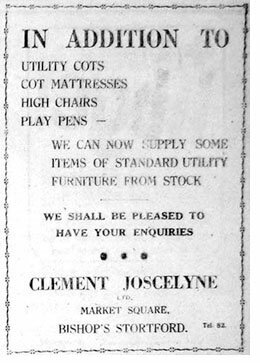 IN ADDITION TO
UTILITY COTS
COT MATTRESSES
HIGH CHAIRS
PLAY PENS —
WE CAN NOW SUPPLY SOME
ITEMS OF STANDARD UTILITY
FURNITURE FROM STOCK
WE SHALL BE PLEASED TO
HAVE YOUR ENQUIRIES
CLEMENT JOSCELYNE
LTD.
MARKET SQUARE,
BISHOP'S STORTFORD. Tel. 82.